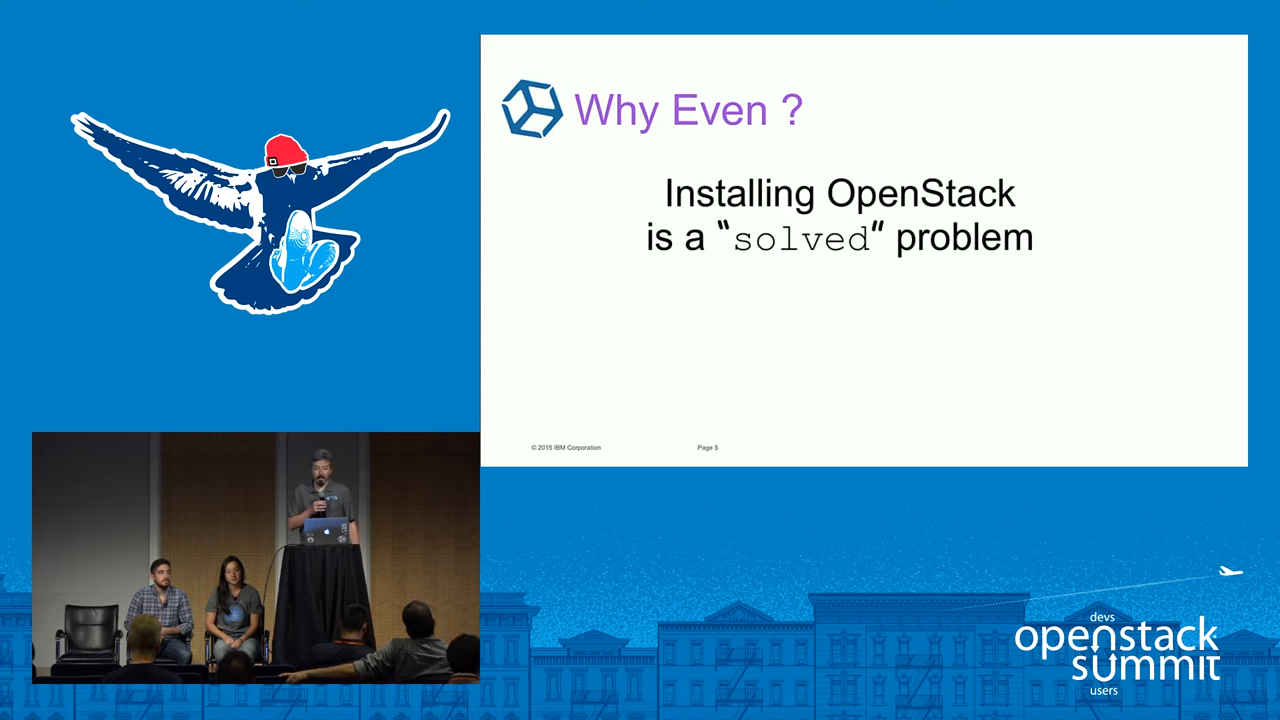 Why Even ?
Installing OpenStack
is a “solved“ problem
© 2015 IBM Corporation Page 5
devs
openstack
summit
users